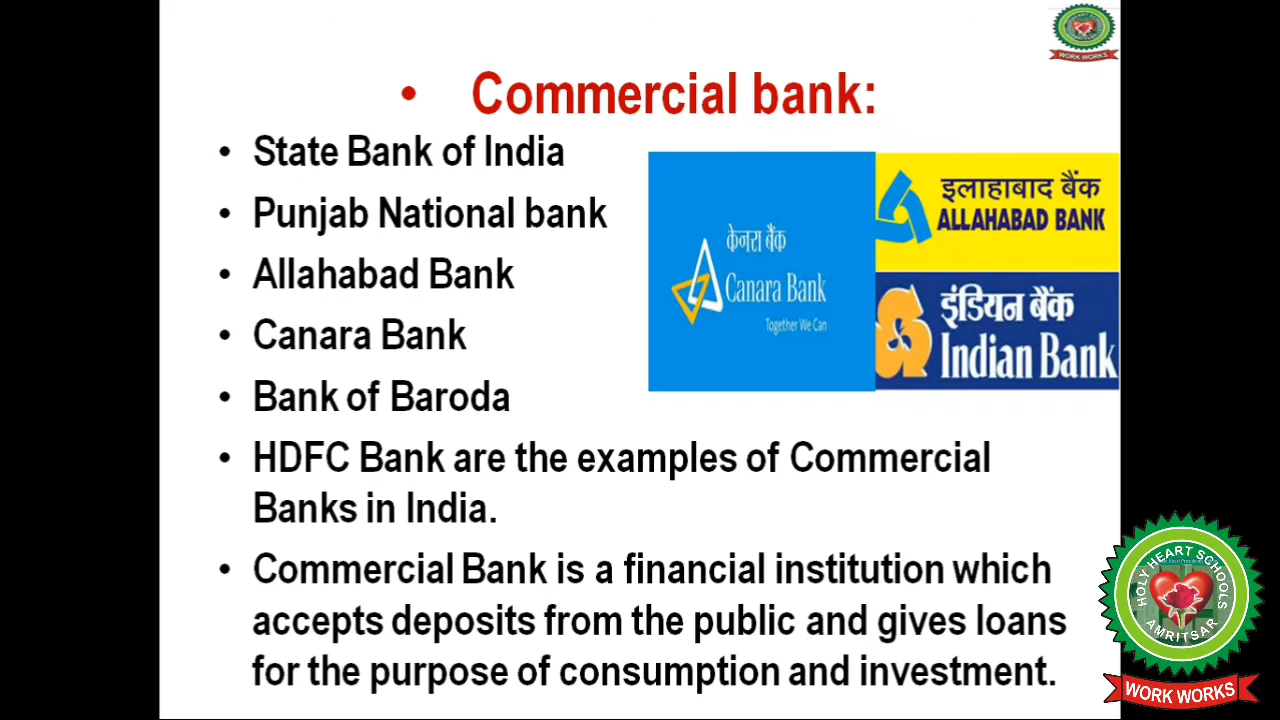 WORK WORKS
• Commercial bank:
• State Bank of India
• Punjab National bank
• Allahabad Bank
• Canara Bank
• Bank of Baroda
• HDFC Bank are the examples of Commercial
Banks in India.
• Commercial Bank is a financial institution which
accepts deposits from the public and gives loans
for the purpose of consumption and investment.
केनरा बैंक
Canara Bank
Together We Can
इलाहाबाद बैंक
ALLAHABAD BANK
इंडियन बैंक
Indian Bank
HOLY HEART SCHOOLS
AMRITSAR
WORK WORKS